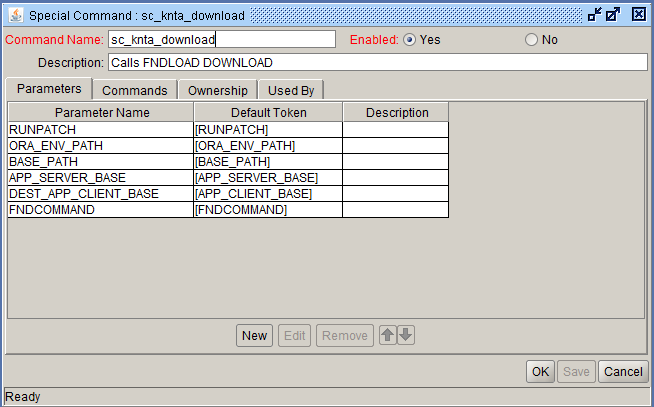 Special Command : sc_knta_download
Command Name: sc_knta_download Enabled: Yes No
Description: Calls FNDLOAD DOWNLOAD
Parameters Commands Ownership Used By
Parameter Name Default Token Description
RUNPATCH [RUNPATCH]
ORA_ENV_PATH [ORA_ENV_PATH]
BASE_PATH [BASE_PATH]
APP_SERVER_BASE [APP_SERVER_BASE]
DEST_APP_CLIENT_BASE [APP_CLIENT_BASE]
FNDCOMMAND [FNDCOMMAND]
New Edit Remove
OK Save Cancel
Ready